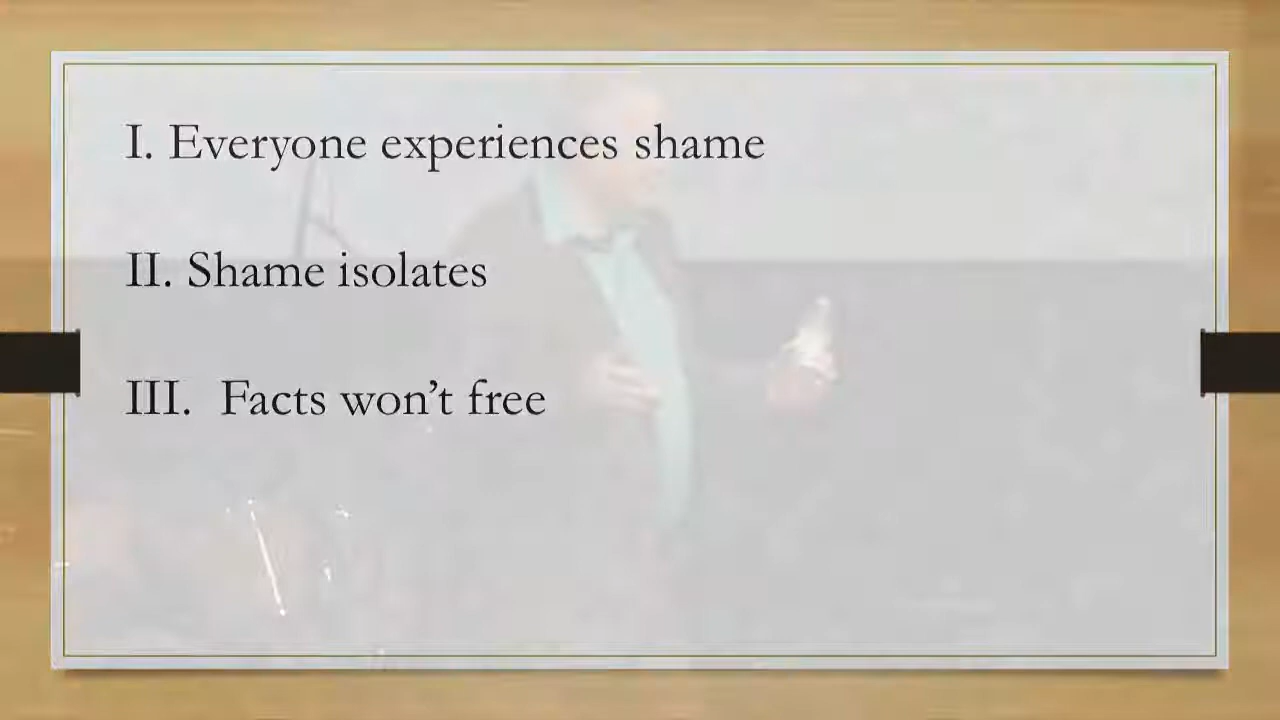 I. Everyone experiences shame
II. Shame isolates
III.  Facts won’t free